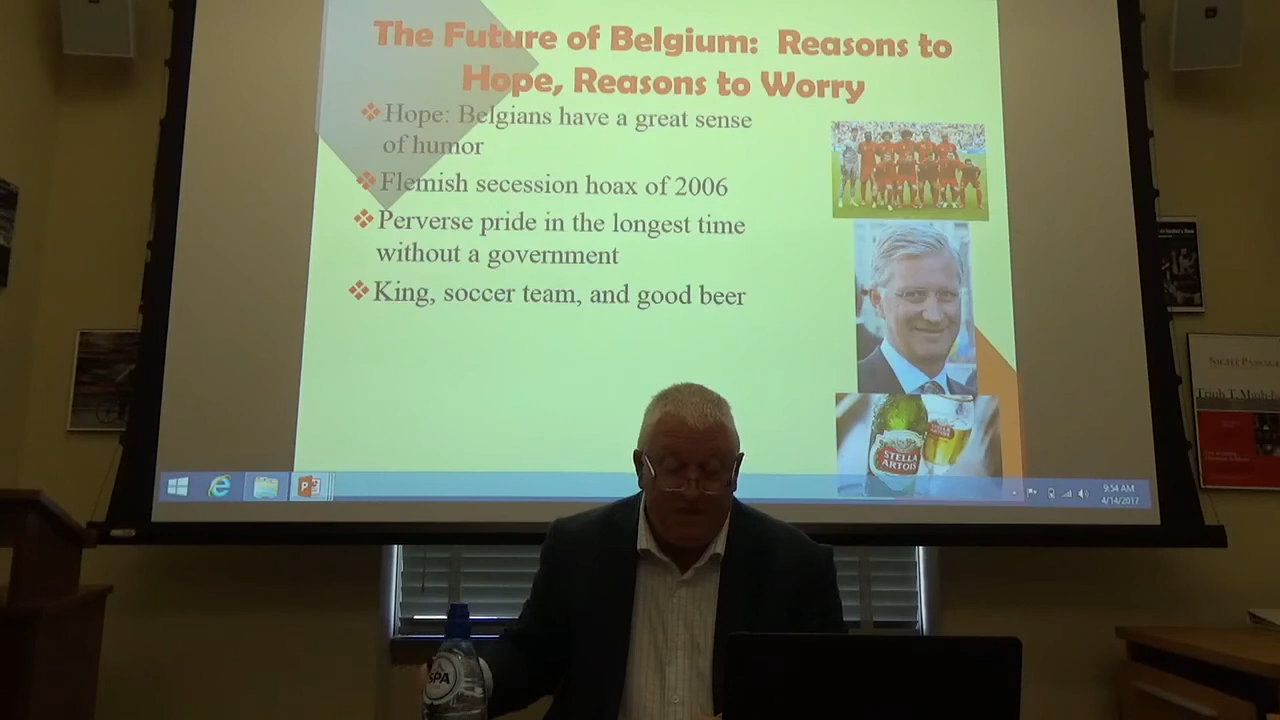 The Future of Belgium: Reasons to
Hope, Reasons to Worry
Hope: Belgians have a great sense
of humor
Flemish secession hoax of 2006
Perverse pride in the longest time
without a government
King, soccer team, and good beer
STELLA
ARTOIS
9:54 AM
4/14/2017
SPA